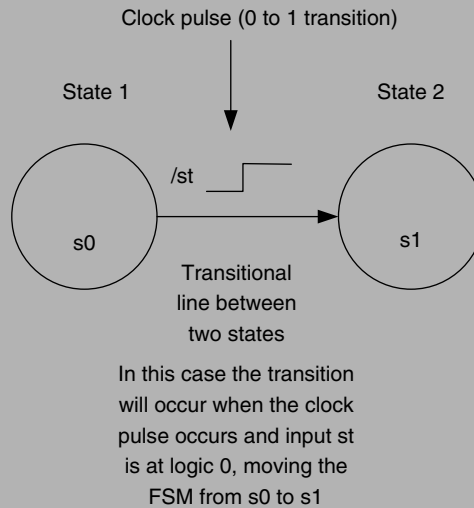 Clock pulse (0 to 1 transition)
State 1
State 2
/st
s0
s1
Transitional
line between
two states
In this case the transition
will occur when the clock
pulse occurs and input st
is at logic 0, moving the
FSM from s0 to s1